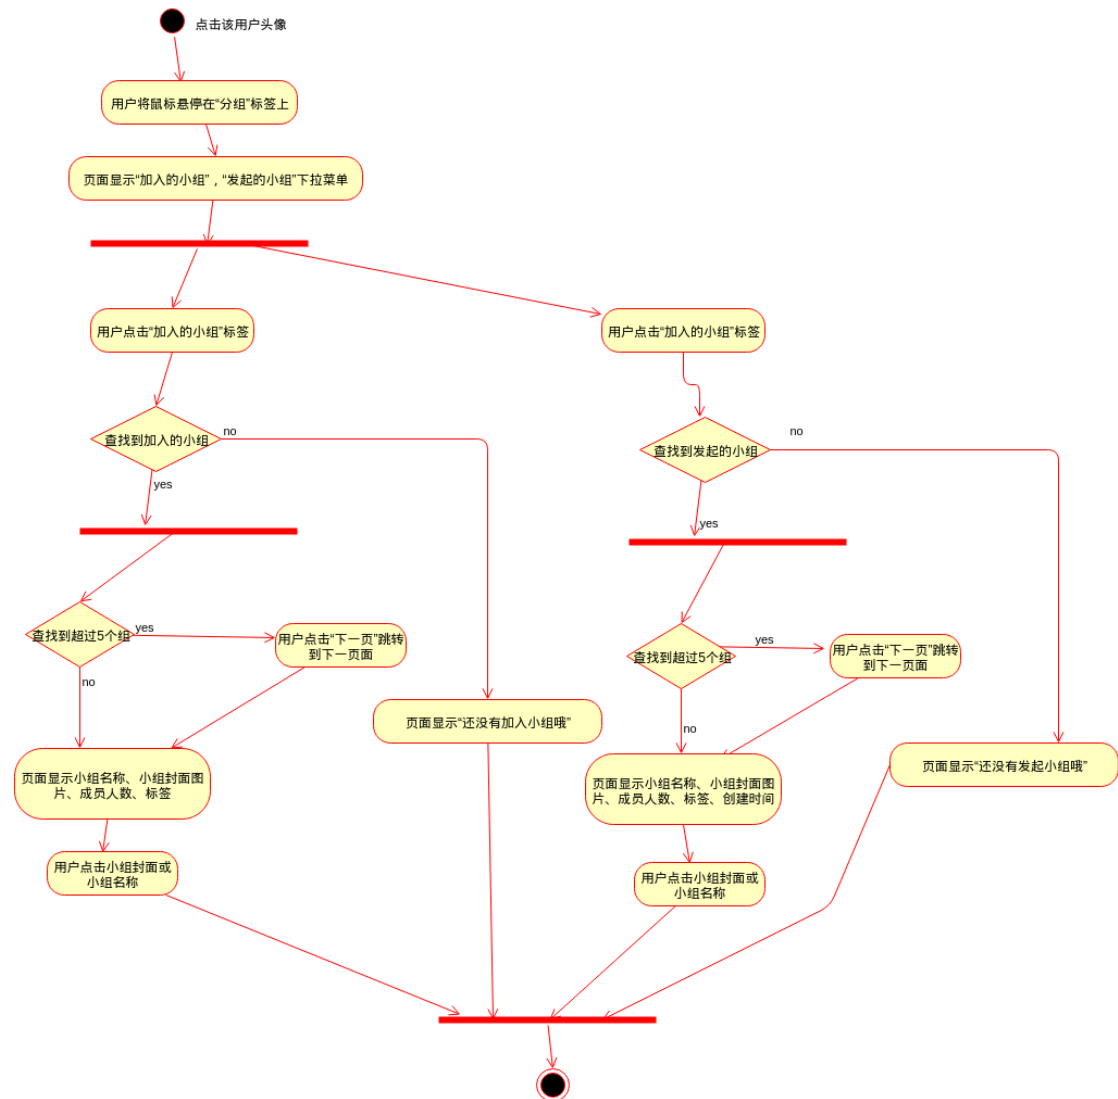 点击该用户头像
用户将鼠标悬停在“分组”标签上
页面显示“加入的小组”，“发起的小组”下拉菜单
用户点击“加入的小组”标签
用户点击“加入的小组”标签
查找到加入的小组
no
查找到发起的小组
no
yes
yes
查找到超过5个组
yes
用户点击“下一页”跳转
到下一页面
查找到超过5个组
yes
用户点击“下一页”跳转
到下一页面
no
no
页面显示“还没有加入小组哦”
页面显示“还没有发起小组哦”
页面显示小组名称、小组封面图
片、成员人数、标签
页面显示小组名称、小组封面图
片、成员人数、标签、创建时间
用户点击小组封面或
小组名称
用户点击小组封面或
小组名称